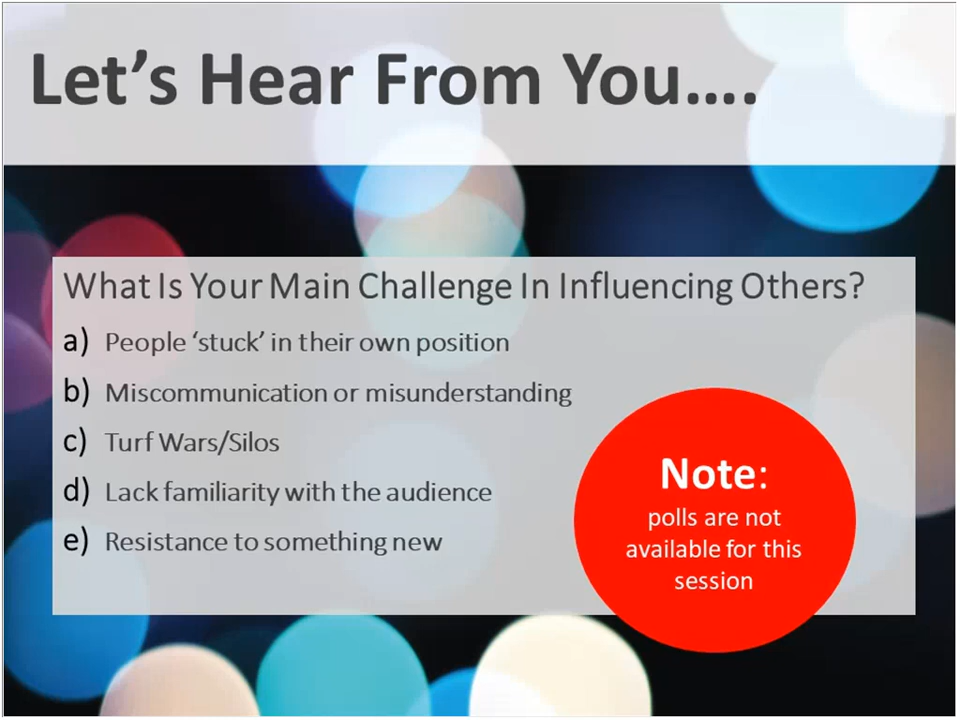 Let’s Hear From You….
What Is Your Main Challenge In Influencing Others?
a) People ‘stuck’ in their own position
b) Miscommunication or misunderstanding
c) Turf Wars/Silos
d) Lack familiarity with the audience
e) Resistance to something new
Note:
polls are not
available for this
session